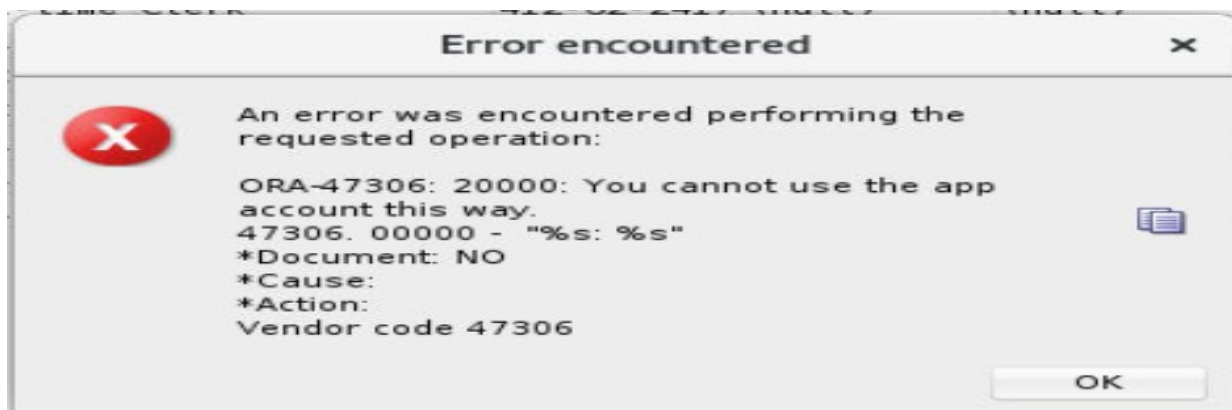 Error encountered
An error was encountered performing the
requested operation:
ORA-47306: 20000: You cannot use the app
account this way.
47306. 00000 - "%s: %s"
*Document: NO
*Cause:
*Action:
Vendor code 47306
OK